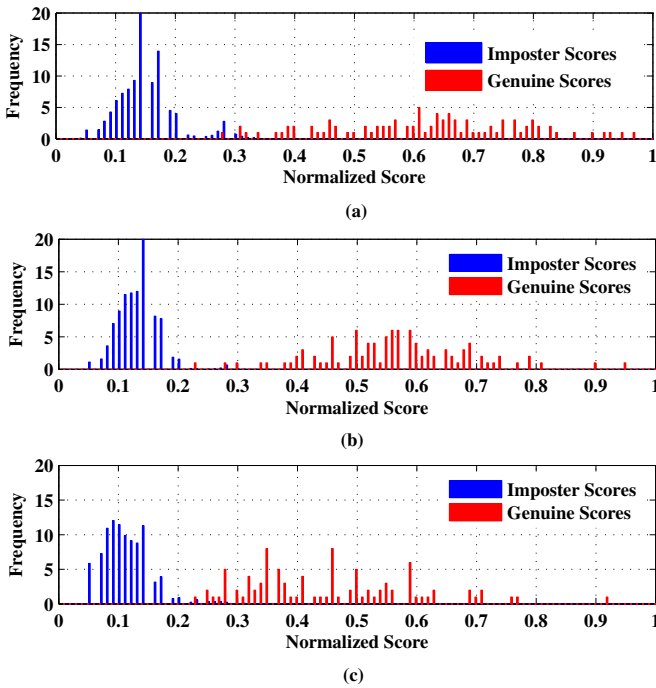 20
15
10
5
0
Frequency
Imposter Scores
Genuine Scores
0 0.1 0.2 0.3 0.4 0.5 0.6 0.7 0.8 0.9 1
Normalized Score
(a)
20
15
10
5
0
Frequency
Imposter Scores
Genuine Scores
0 0.1 0.2 0.3 0.4 0.5 0.6 0.7 0.8 0.9 1
Normalized Score
(b)
20
15
10
5
0
Frequency
Imposter Scores
Genuine Scores
0 0.1 0.2 0.3 0.4 0.5 0.6 0.7 0.8 0.9 1
Normalized Score
(c)